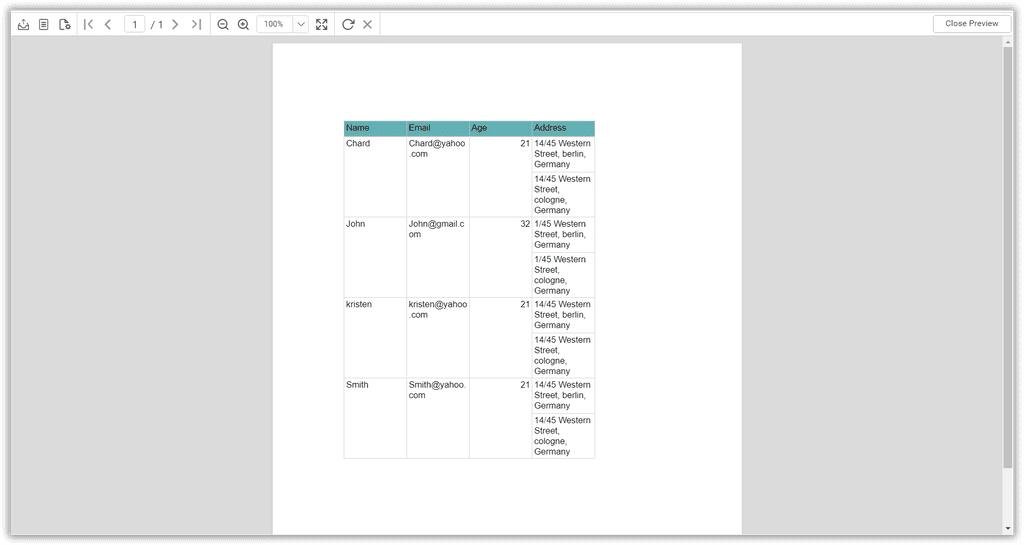 1 / 1 100% Close Preview
Name Email Age Address
Chard Chard@yahoo 21 14/45 Western
.com Street, berlin,
Germany
14/45 Western
Street,
cologne,
Germany
John John@gmail.c 32 1/45 Western
om Street, berlin,
Germany
1/45 Western
Street,
cologne,
Germany
kristen kristen@yahoo 21 14/45 Western
.com Street, berlin,
Germany
14/45 Western
Street,
cologne,
Germany
Smith Smith@yahoo. 21 14/45 Western
com Street, berlin,
Germany
14/45 Western
Street,
cologne,
Germany